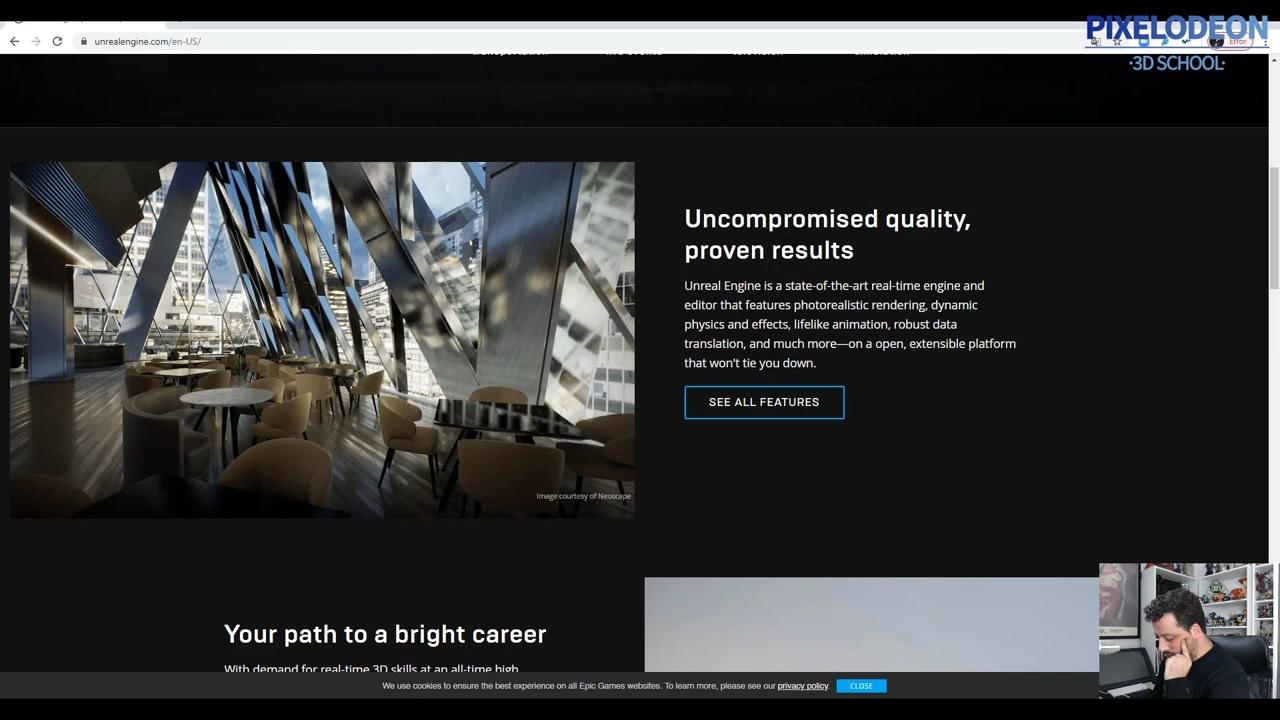 PIXELODEON
·3D SCHOOL·
unrealengine.com/en-US/
Error
Uncompromised quality,
proven results
Unreal Engine is a state-of-the-art real-time engine and
editor that features photorealistic rendering, dynamic
physics and effects, lifelike animation, robust data
translation, and much more—on a open, extensible platform
that won't tie you down.
SEE ALL FEATURES
Image courtesy of Neoscape
Your path to a bright career
With demand for real-time 3D skills at an all-time high
We use cookies to ensure the best experience on all Epic Games websites. To learn more, please see our privacy policy. CLOSE